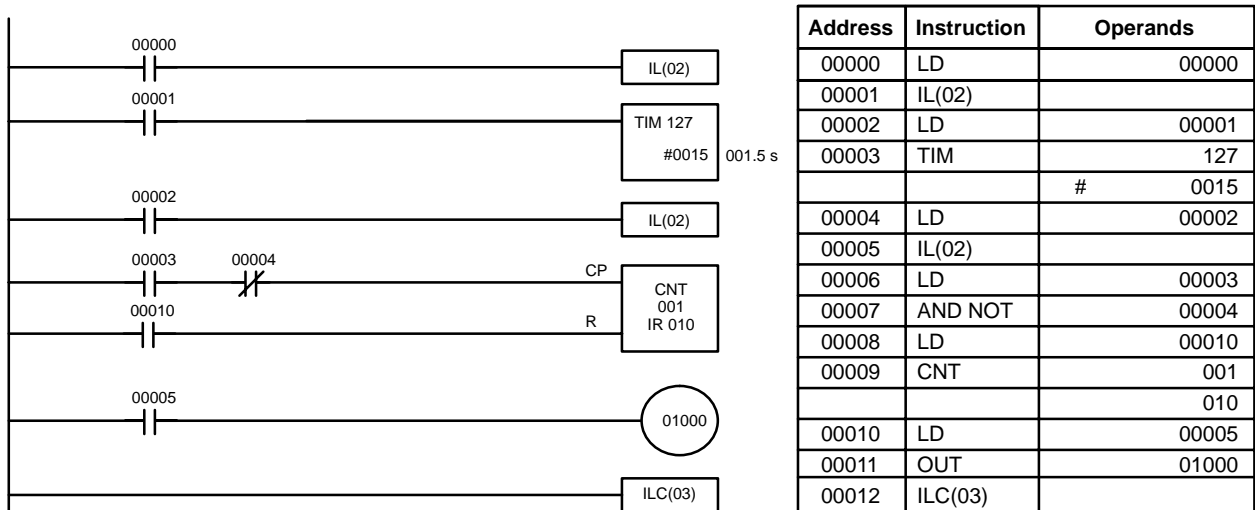 00000
IL(02)
00001
TIM 127
#0015 001.5 s
00002
IL(02)
00003 00004
CP
CNT
001
IR 010
00010
R
00005
01000
ILC(03)
Address Instruction Operands
00000 LD 00000
00001 IL(02)
00002 LD 00001
00003 TIM 127
# 0015
00004 LD 00002
00005 IL(02)
00006 LD 00003
00007 AND NOT 00004
00008 LD 00010
00009 CNT 001
010
00010 LD 00005
00011 OUT 01000
00012 ILC(03)